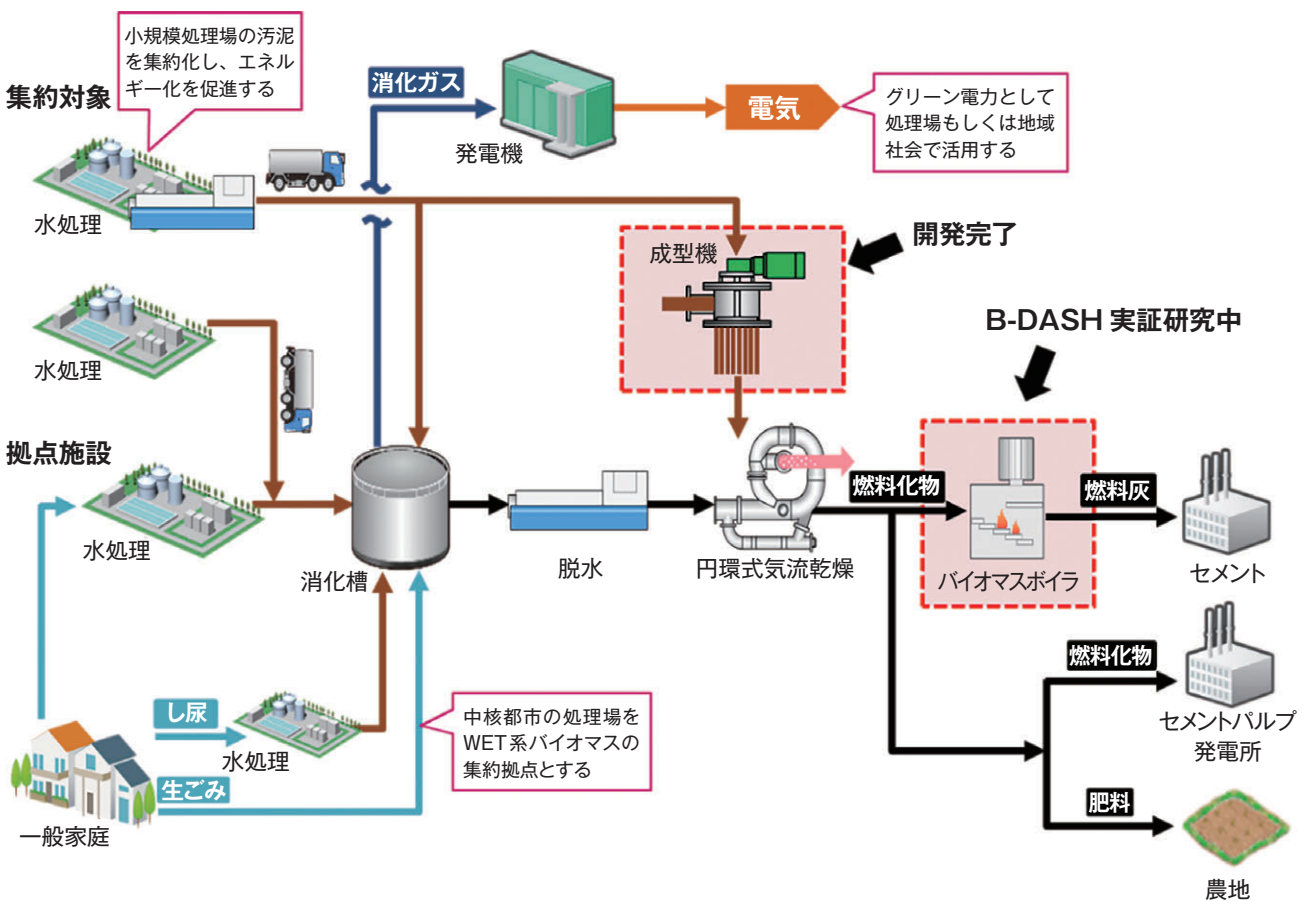 小規模処理場の汚泥
を集約化し、エネル
ギー化を促進する
集約対象
水処理
消化ガス
発電機
電気
グリーン電力として
処理場もしくは地域
社会で活用する
成型機
開発完了
B-DASH 実証研究中
水処理
拠点施設
水処理
消化槽
脱水
円環式気流乾燥
燃料化物
バイオマスボイラ
燃料灰
セメント
燃料化物
セメントパルプ
発電所
し尿
水処理
中核都市の処理場を
WET系バイオマスの
集約拠点とする
生ごみ
一般家庭
肥料
農地